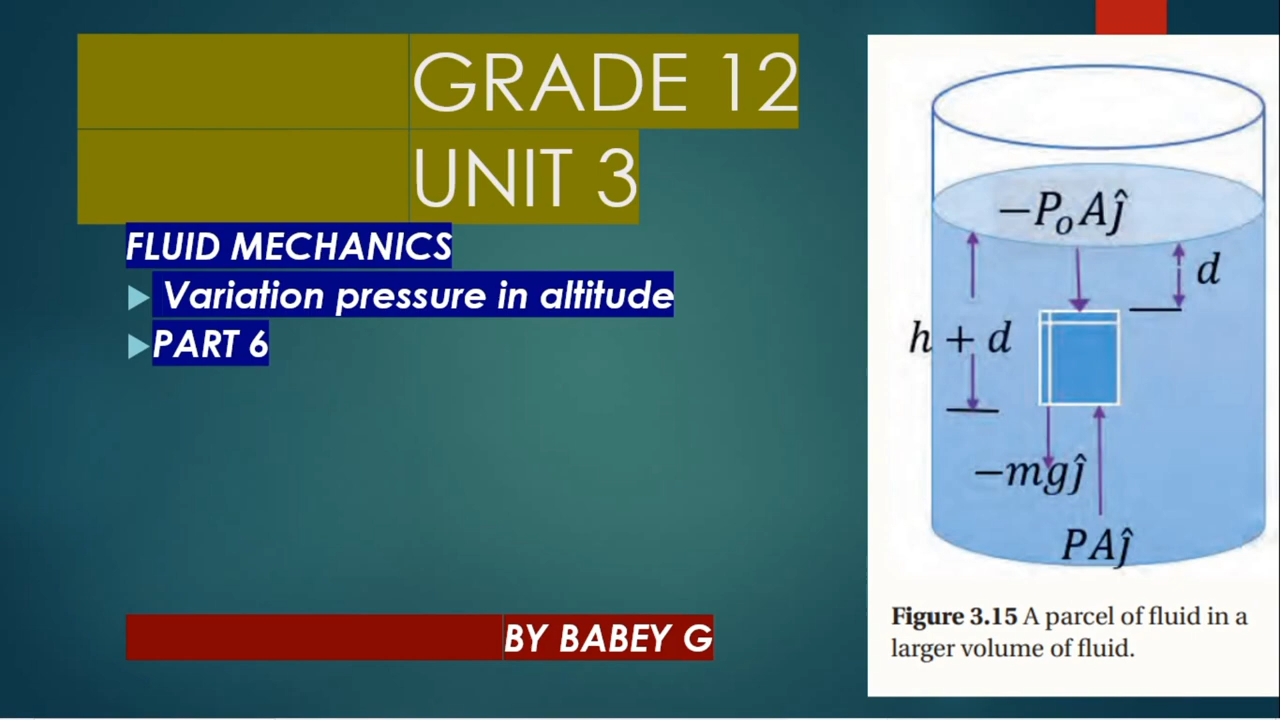 GRADE 12
UNIT 3
FLUID MECHANICS
Variation pressure in altitude
PART 6
BY BABEY G
−PₒAĵ
d
h + d
−mgĵ
PAĵ
Figure 3.15 A parcel of fluid in a
larger volume of fluid.